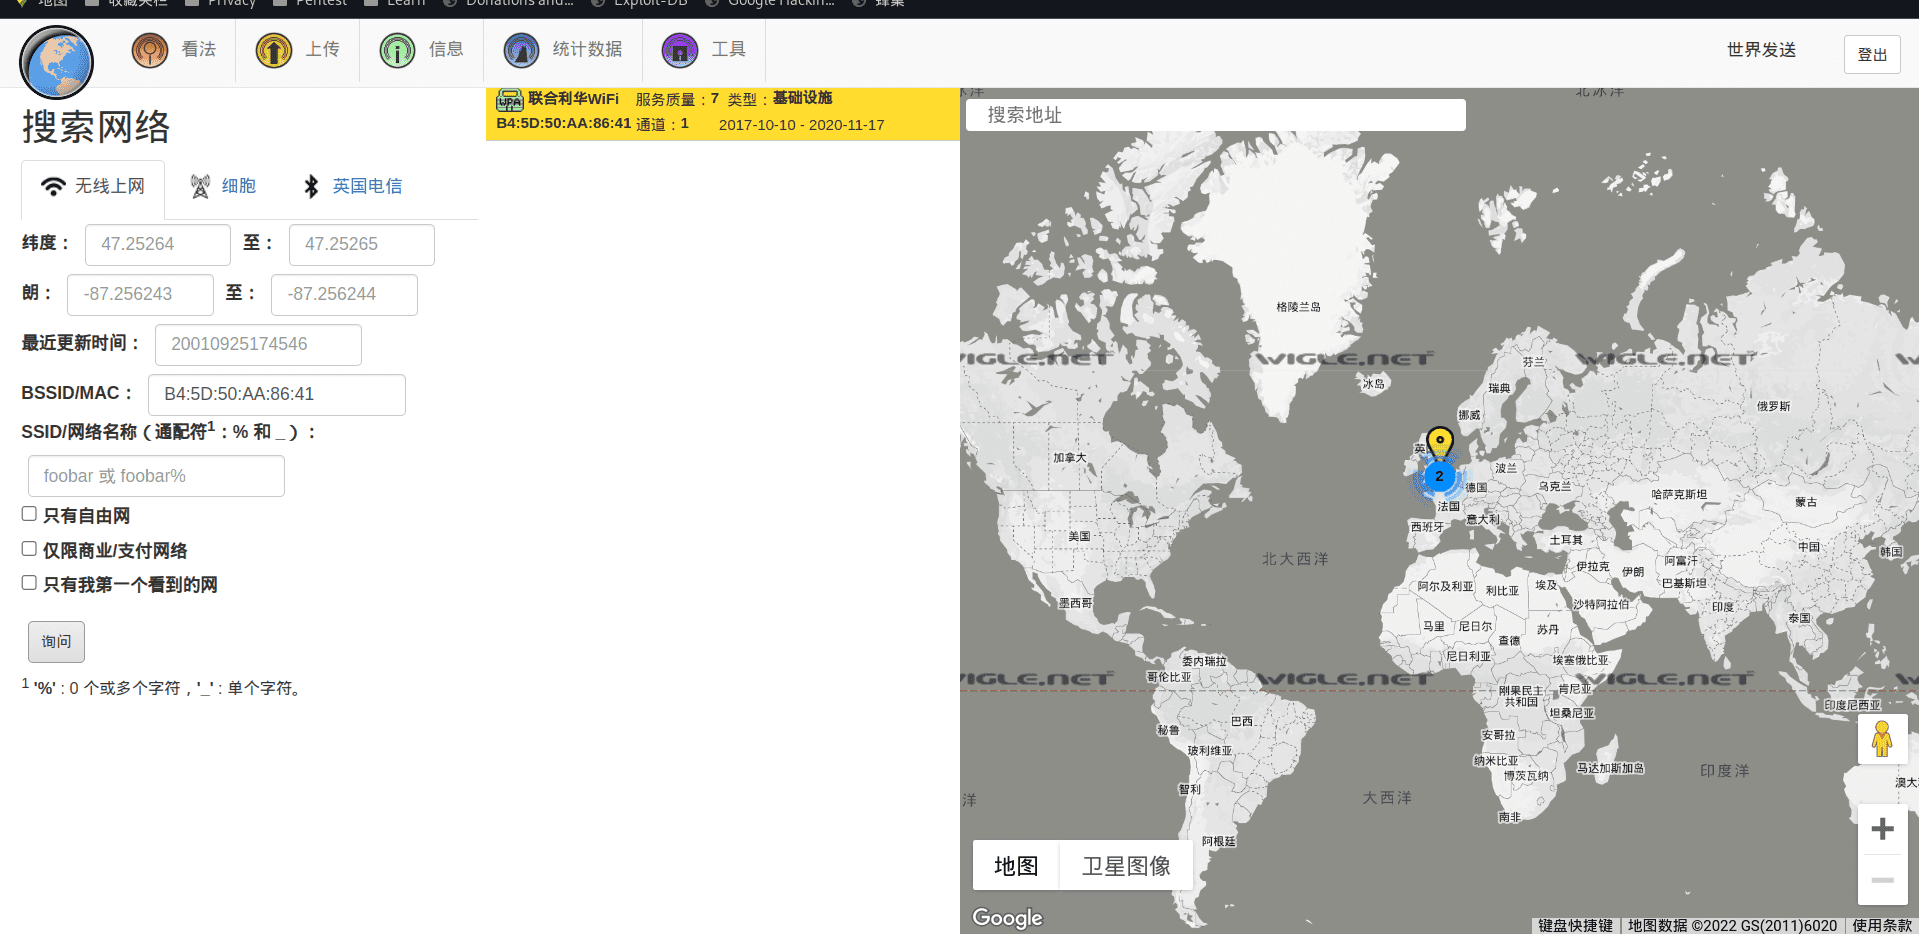 地图 收藏夹栏 Privacy Pentest Learn Donations and... Exploit-DB Google Hackin... 蜂巢
看法 上传 信息 统计数据 工具 世界发送 登出
搜索网络
无线上网 细胞 英国电信
纬度： 47.25264 至： 47.25265
朗： -87.256243 至： -87.256244
最近更新时间： 20010925174546
BSSID/MAC： B4:5D:50:AA:86:41
SSID/网络名称（通配符1：% 和 _）：
foobar 或 foobar%
只有自由网
仅限商业/支付网络
只有我第一个看到的网
询问
1 '%' : 0 个或多个字符，'_' : 单个字符。
WPA 联合利华WiFi 服务质量：7 类型：基础设施
B4:5D:50:AA:86:41 通道：1 2017-10-10 - 2020-11-17
北冰洋
搜索地址
格陵兰岛
WIGLE.NET WIGLE.NET WIGLE.NET
芬兰
冰岛
瑞典
俄罗斯
挪威
加拿大
波兰
2
德国
乌克兰
哈萨克斯坦
蒙古
法国
意大利
西班牙
美国
土耳其
中国
韩国
北大西洋
阿富汗
伊拉克
伊朗
阿尔及利亚
利比亚
埃及
巴基斯坦
墨西哥
沙特阿拉伯
印度
泰国
马里
尼日尔
苏丹
查德
尼日利亚
埃塞俄比亚
委内瑞拉
哥伦比亚
WIGLE.NET WIGLE.NET WIGLE.NET
刚果民主
共和国
肯尼亚
印度尼西亚
坦桑尼亚
巴西
秘鲁
安哥拉
玻利维亚
纳米比亚
博茨瓦纳
马达加斯加岛
印度洋
澳大
智利
大西洋
洋
南非
阿根廷
地图 卫星图像
Google
键盘快捷键 地图数据 ©2022 GS(2011)6020 使用条款